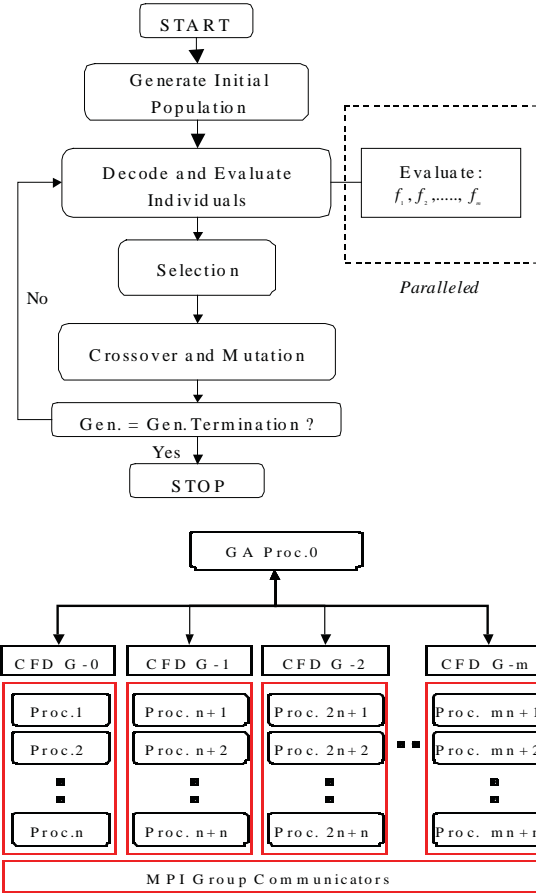 START
Generate Initial
Population
Decode and Evaluate
Individuals
Evaluate:
f₁, f₂,....., fₘ
Paralleled
Selection
No
Crossover and Mutation
Gen. = Gen.Termination ?
Yes
STOP
GA Proc.0
CFD G-0 CFD G-1 CFD G-2 CFD G-m
Proc.1 Proc. n+1 Proc. 2n+1 Proc. mn+1
Proc.2 Proc. n+2 Proc. 2n+2 Proc. mn+2
Proc.n Proc. n+n Proc. 2n+n Proc. mn+n
MPI Group Communicators